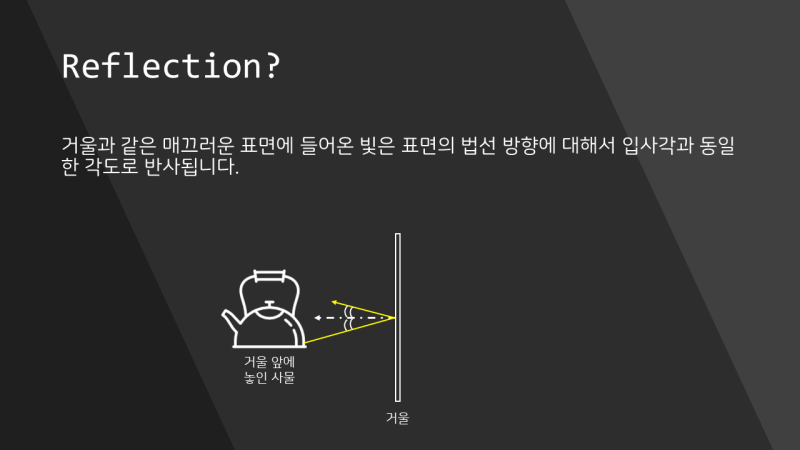 Reflection?
거울과 같은 매끄러운 표면에 들어온 빛은 표면의 법선 방향에 대해서 입사각과 동일
한 각도로 반사됩니다.
거울 앞에
놓인 사물
거울